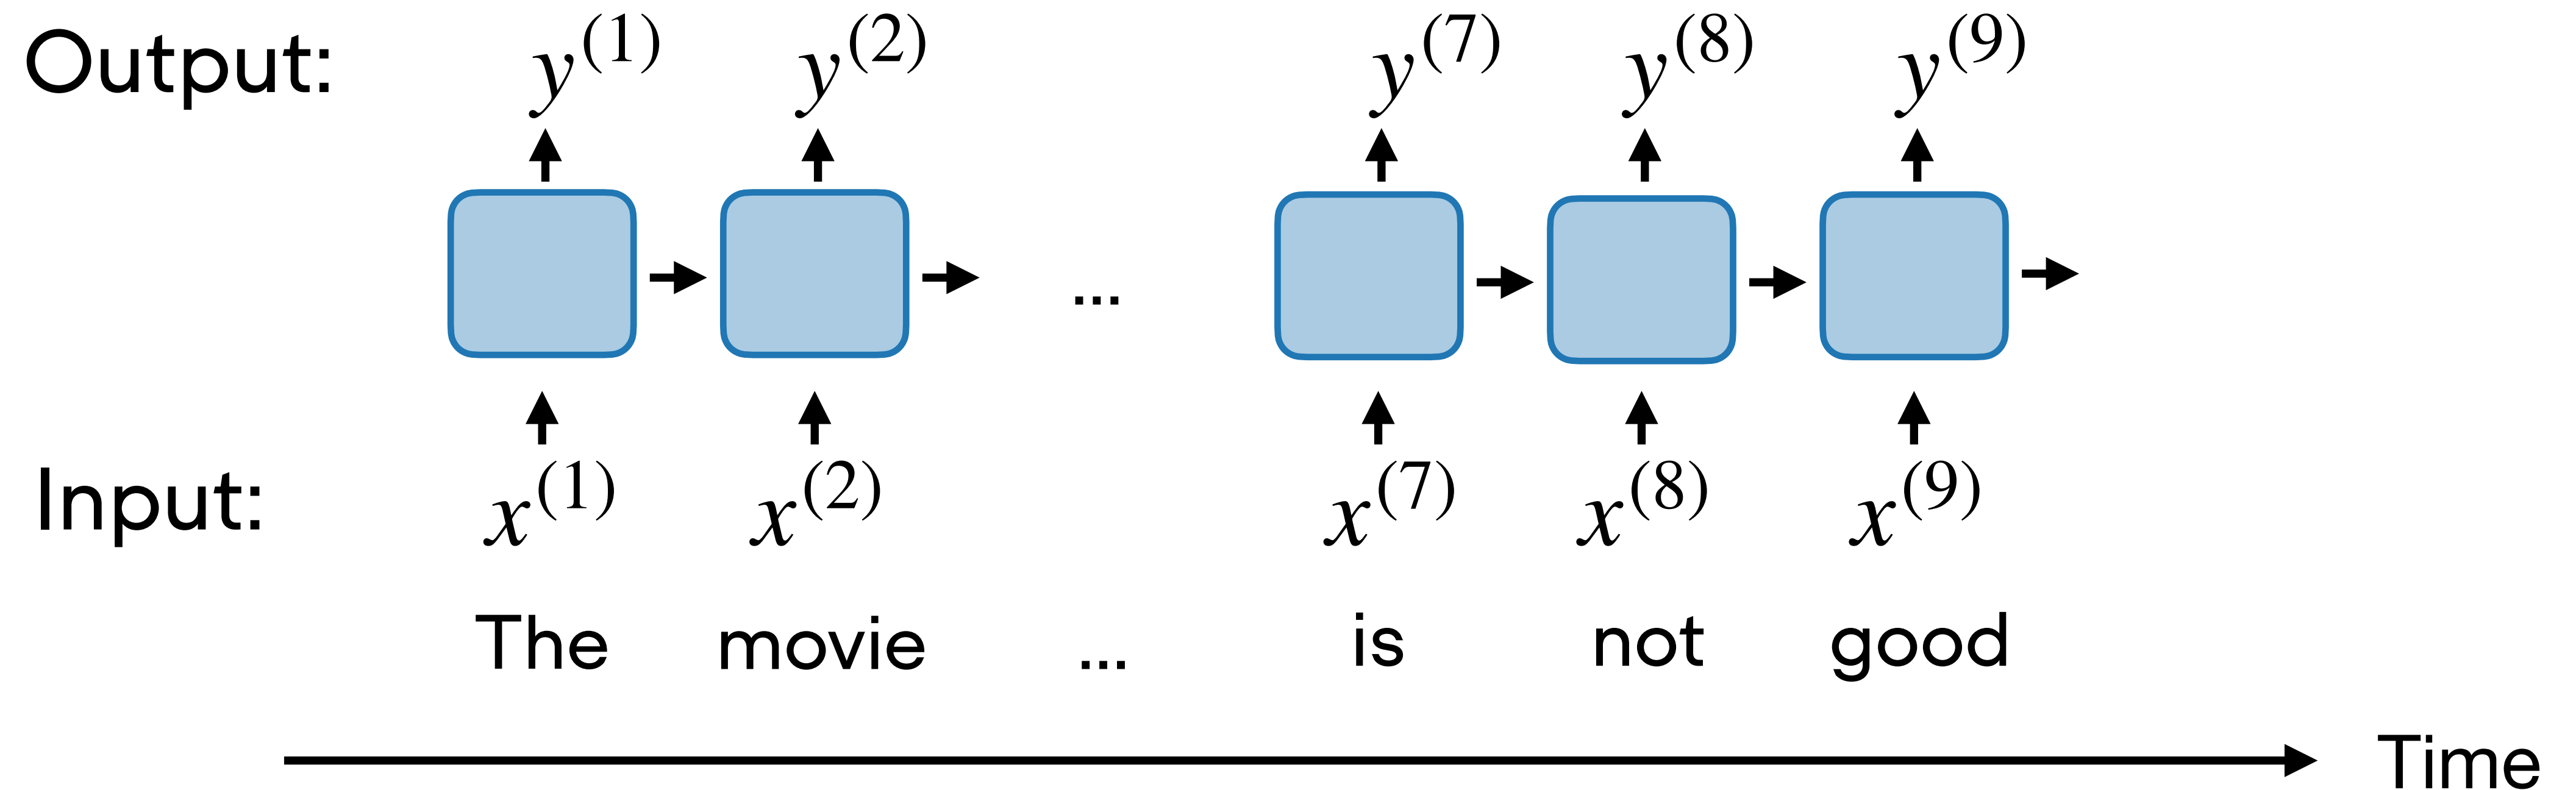 Output: y(1) y(2) y(7) y(8) y(9)
...
Input: x(1) x(2) x(7) x(8) x(9)
The movie ... is not good
Time